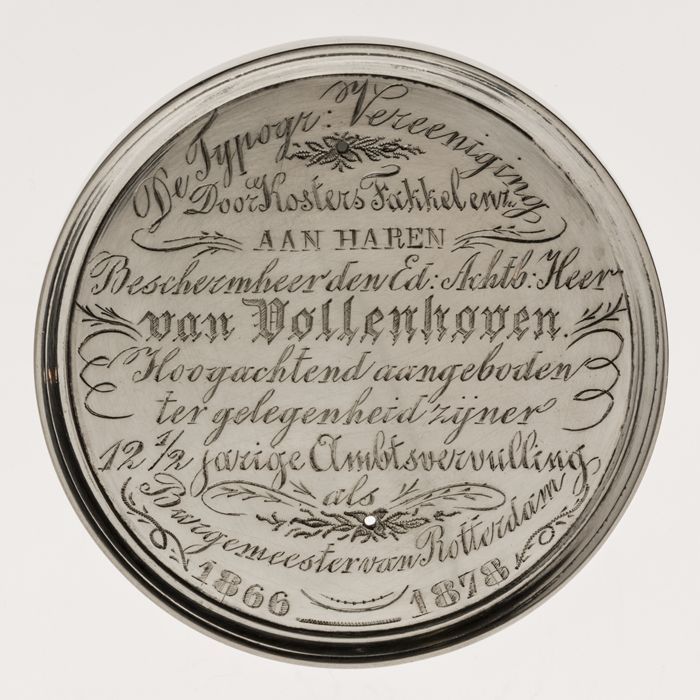 De Typogr: Vereeniging
Door Kosters Fakkel enz.
AAN HAREN
Beschermheer den Ed: Achtb: Heer
van Vollenhoven.
Hoogachtend aangeboden
ter gelegenheid zijner
12 1/2 jarige Ambtsvervulling
als
Burgemeester van Rotterdam
1866 1878